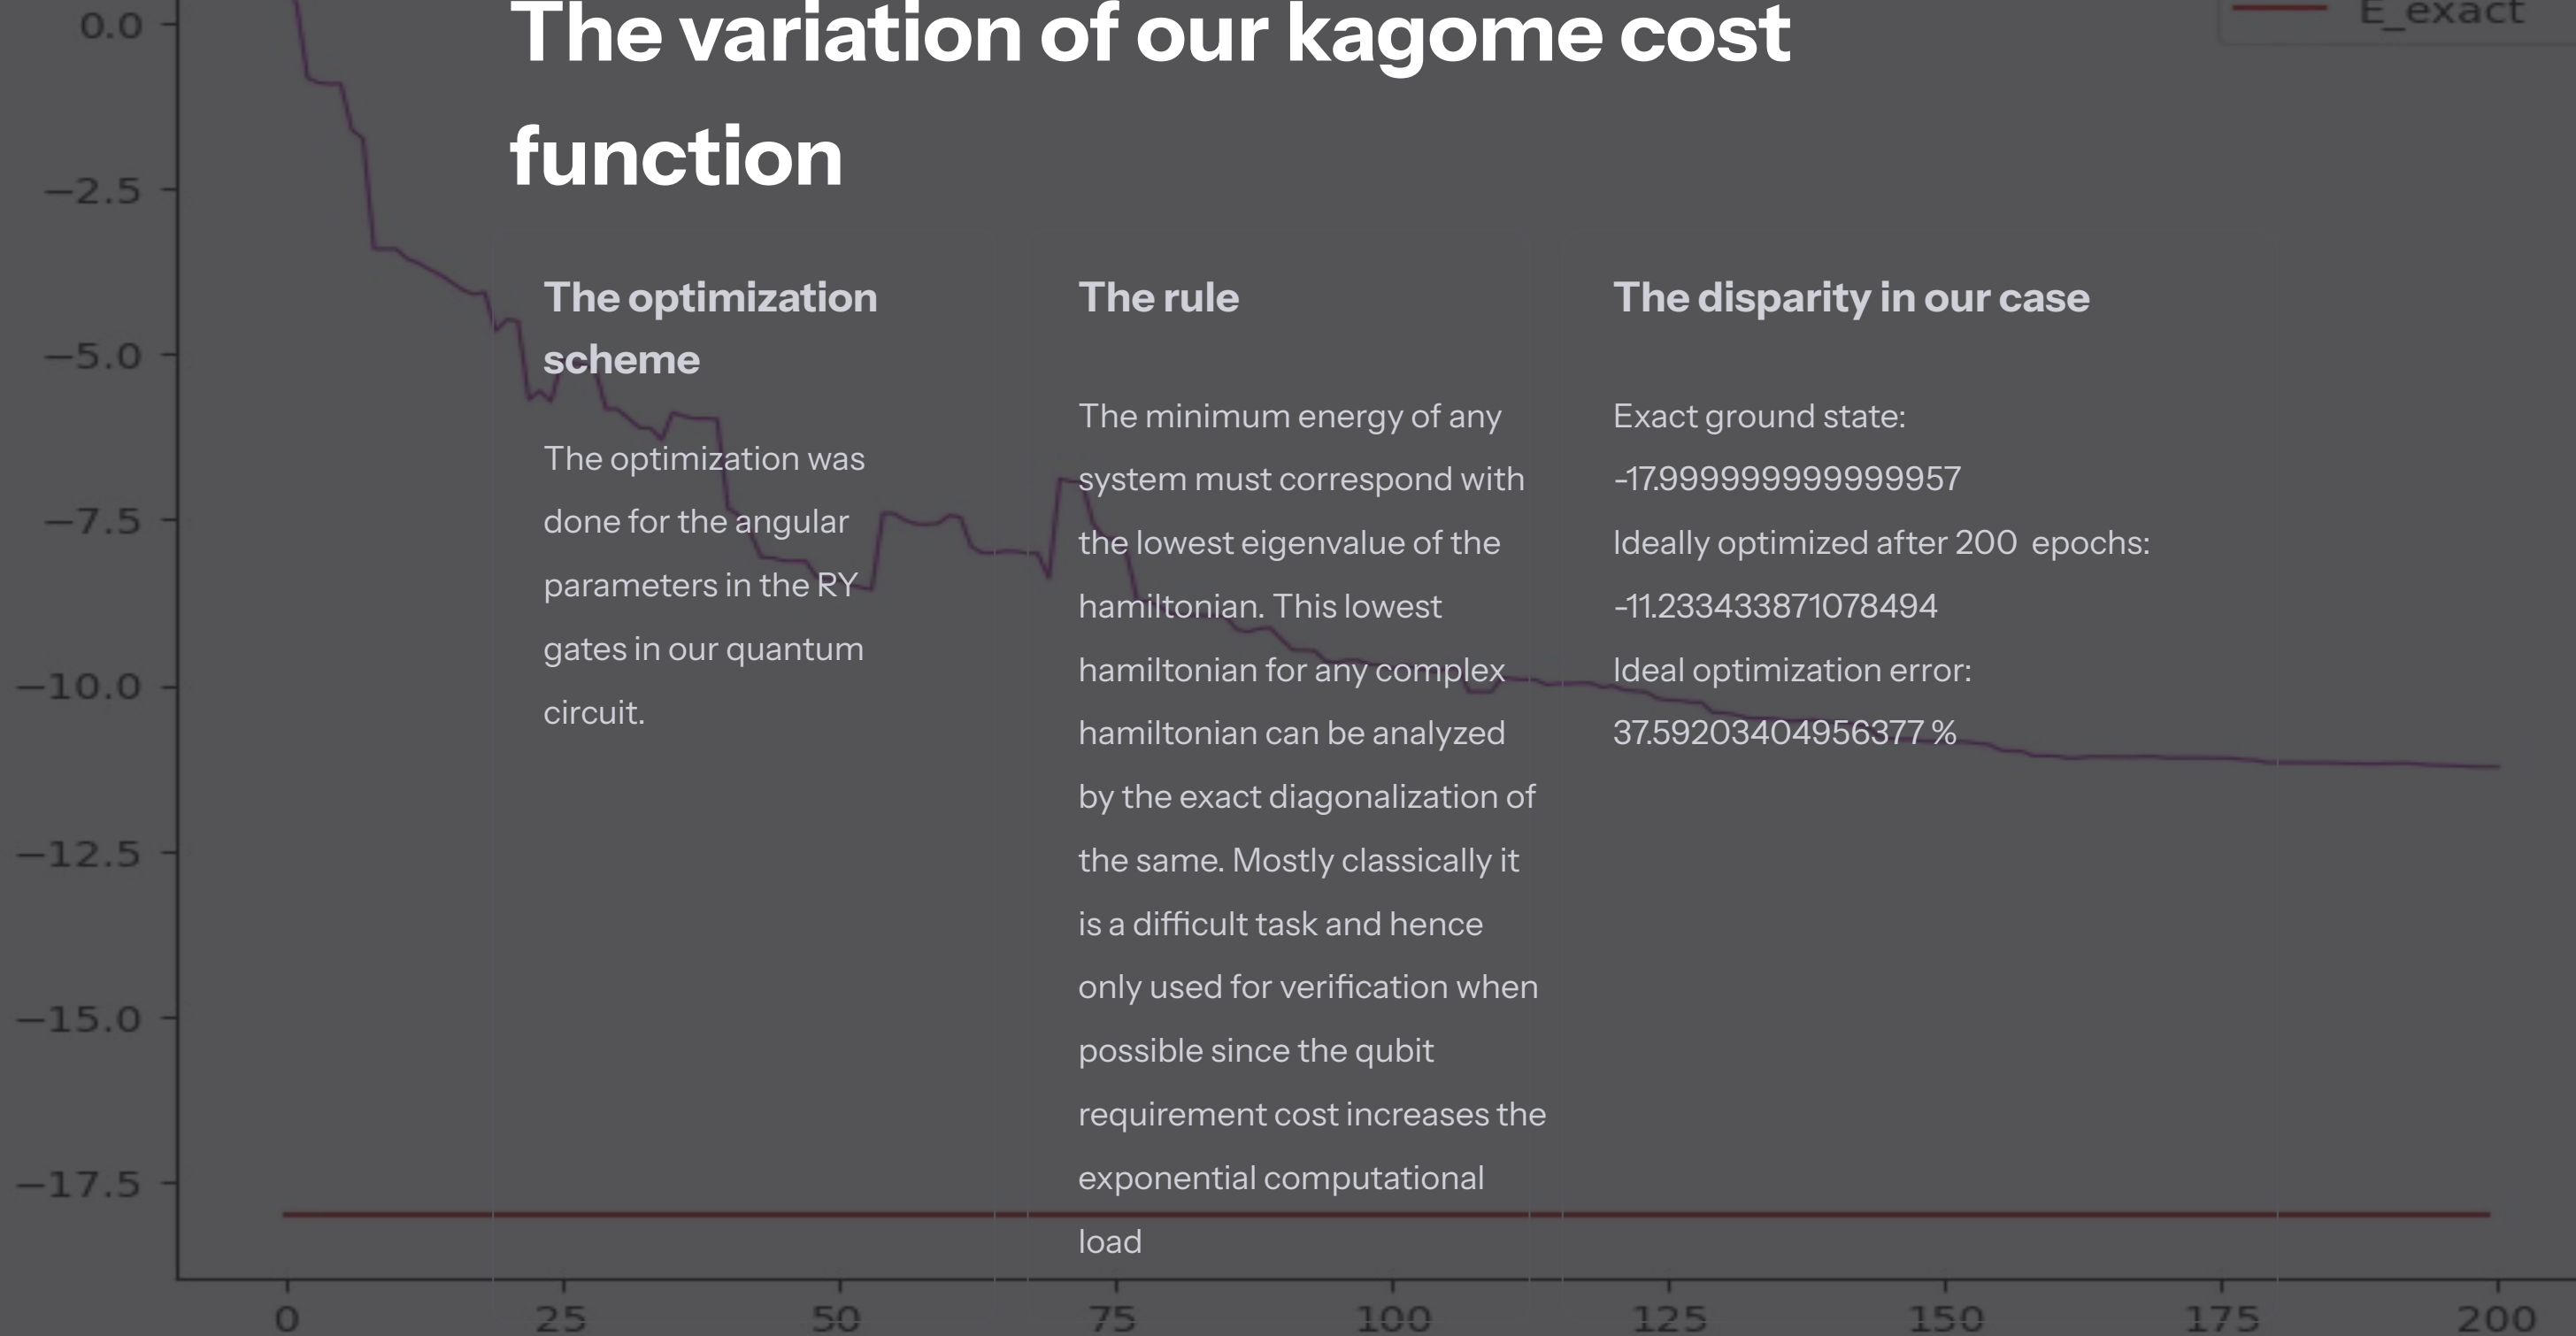 The variation of our kagome cost
function
The optimization
scheme
The optimization was
done for the angular
parameters in the RY
gates in our quantum
circuit.
The rule
The minimum energy of any
system must correspond with
the lowest eigenvalue of the
hamiltonian. This lowest
hamiltonian for any complex
hamiltonian can be analyzed
by the exact diagonalization of
the same. Mostly classically it
is a difficult task and hence
only used for verification when
possible since the qubit
requirement cost increases the
exponential computational
load
The disparity in our case
Exact ground state:
-17.999999999999957
Ideally optimized after 200 epochs:
-11.233433871078494
Ideal optimization error:
37.59203404956377 %
E_exact
0.0
−2.5
−5.0
−7.5
−10.0
−12.5
−15.0
−17.5
0 25 50 75 100 125 150 175 200